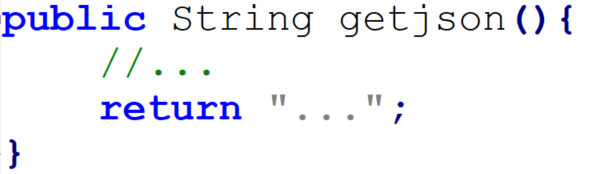 public String getjson(){
//...
return "...";
}